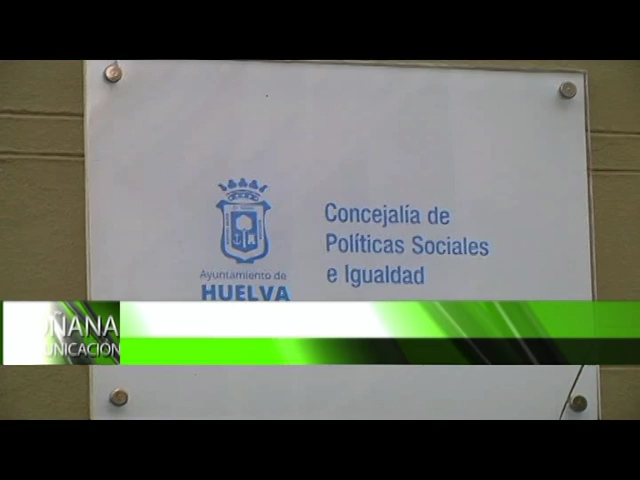 Concejalía de
Políticas Sociales
e Igualdad
Ayuntamiento de
HUELVA
OÑANA
UNICACIÓN